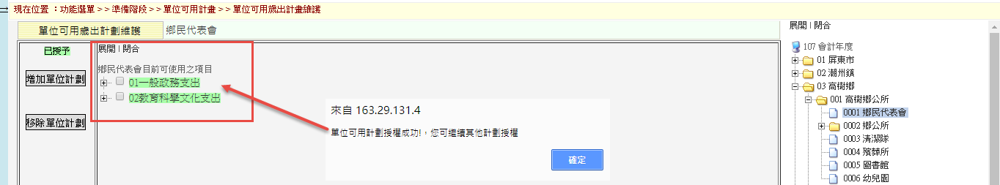 現在位置 ：功能選單 > > 準備階段 > > 單位可用計畫 > > 單位可用歲出計畫維護
單位可用歲出計劃維護
鄉民代表會
已授予
增加單位計劃
移除單位計劃
展開 | 閉合
鄉民代表會目前可使用之項目
01一般政務支出
02教育科學文化支出
來自 163.29.131.4
單位可用計劃授權成功!，您可繼續其他計劃授權
確定
展開 | 閉合
107 會計年度
01 屏東市
02 潮州鎮
03 高樹鄉
001 高樹鄉公所
0001 鄉民代表會
0002 鄉公所
0003 清潔隊
0004 殯葬所
0005 圖書館
0006 幼兒園